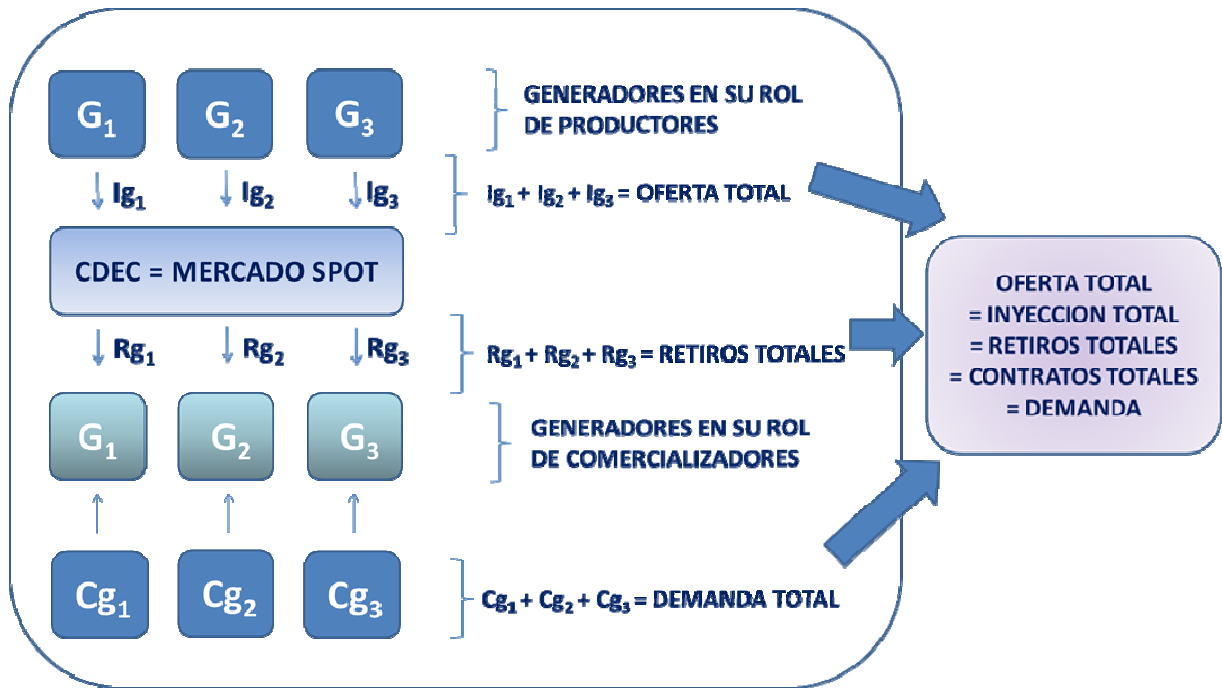 G₁ G₂ G₃
GENERADORES EN SU ROL
DE PRODUCTORES
Ig₁ Ig₂ Ig₃
Ig₁ + Ig₂ + Ig₃ = OFERTA TOTAL
CDEC = MERCADO SPOT
Rg₁ Rg₂ Rg₃
Rg₁ + Rg₂ + Rg₃ = RETIROS TOTALES
G₁ G₂ G₃
GENERADORES EN SU ROL
DE COMERCIALIZADORES
Cg₁ Cg₂ Cg₃
Cg₁ + Cg₂ + Cg₃ = DEMANDA TOTAL
OFERTA TOTAL
= INYECCION TOTAL
= RETIROS TOTALES
= CONTRATOS TOTALES
= DEMANDA